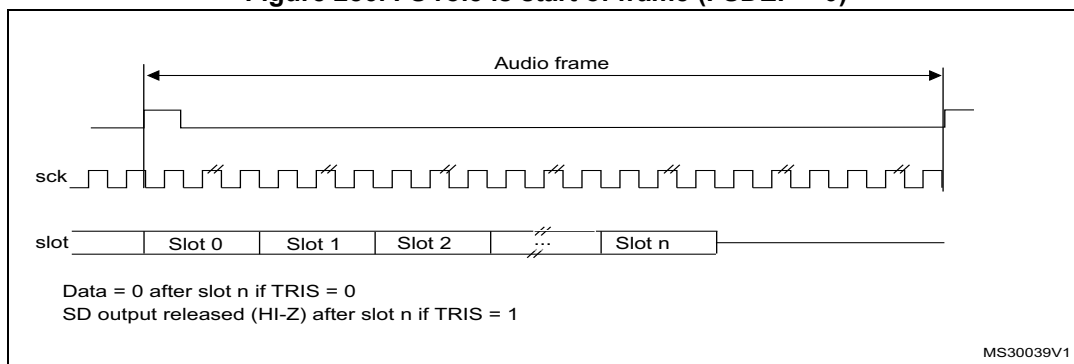 Audio frame
sck
slot Slot 0 Slot 1 Slot 2 ... Slot n
Data = 0 after slot n if TRIS = 0
SD output released (HI-Z) after slot n if TRIS = 1
MS30039V1